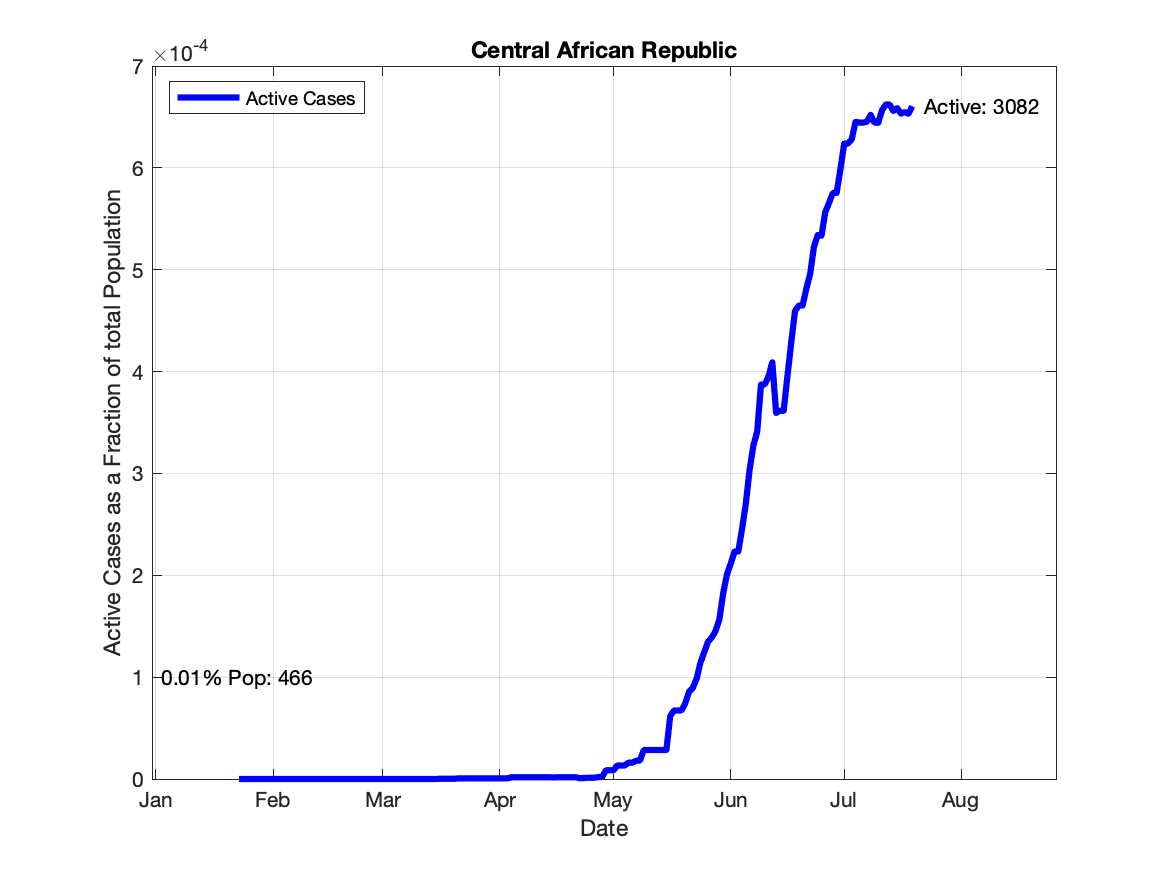 ×10⁻⁴
Central African Republic
Active Cases
Active: 3082
7
6
5
4
3
2
1
0
0.01% Pop: 466
Active Cases as a Fraction of total Population
Jan Feb Mar Apr May Jun Jul Aug
Date